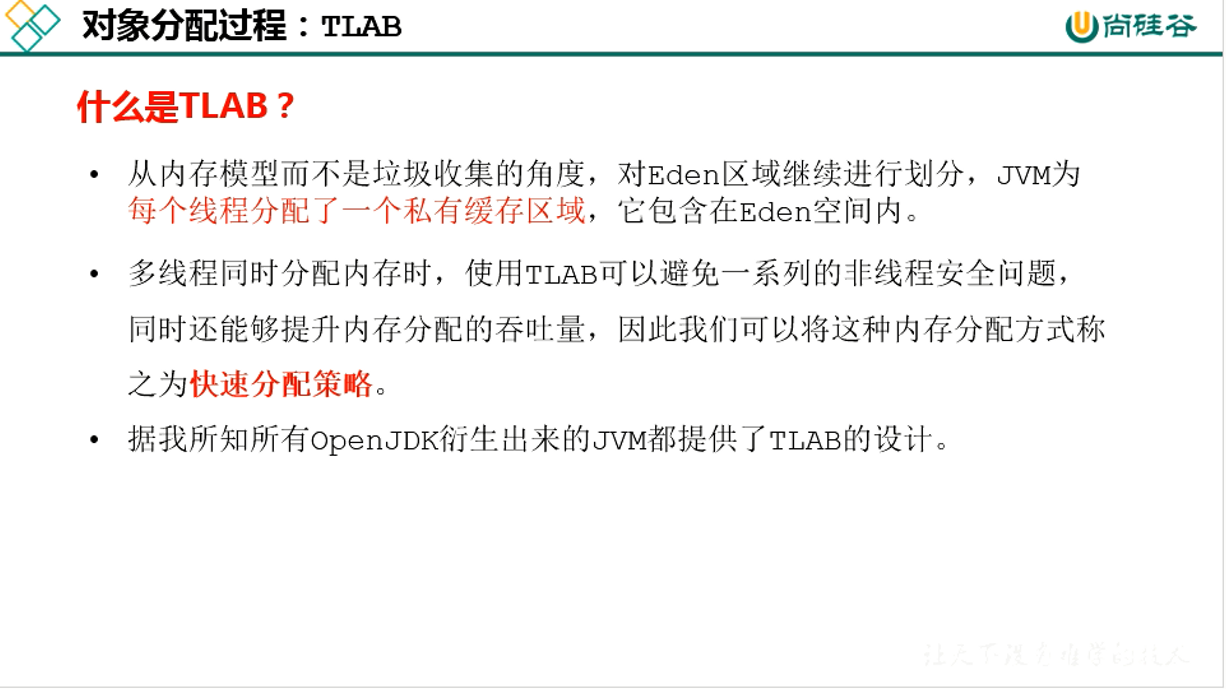 对象分配过程：TLAB
尚硅谷
什么是TLAB？
• 从内存模型而不是垃圾收集的角度，对Eden区域继续进行划分，JVM为
每个线程分配了一个私有缓存区域，它包含在Eden空间内。
• 多线程同时分配内存时，使用TLAB可以避免一系列的非线程安全问题，
同时还能够提升内存分配的吞吐量，因此我们可以将这种内存分配方式称
之为快速分配策略。
• 据我所知所有OpenJDK衍生出来的JVM都提供了TLAB的设计。
让天下没有难学的技术